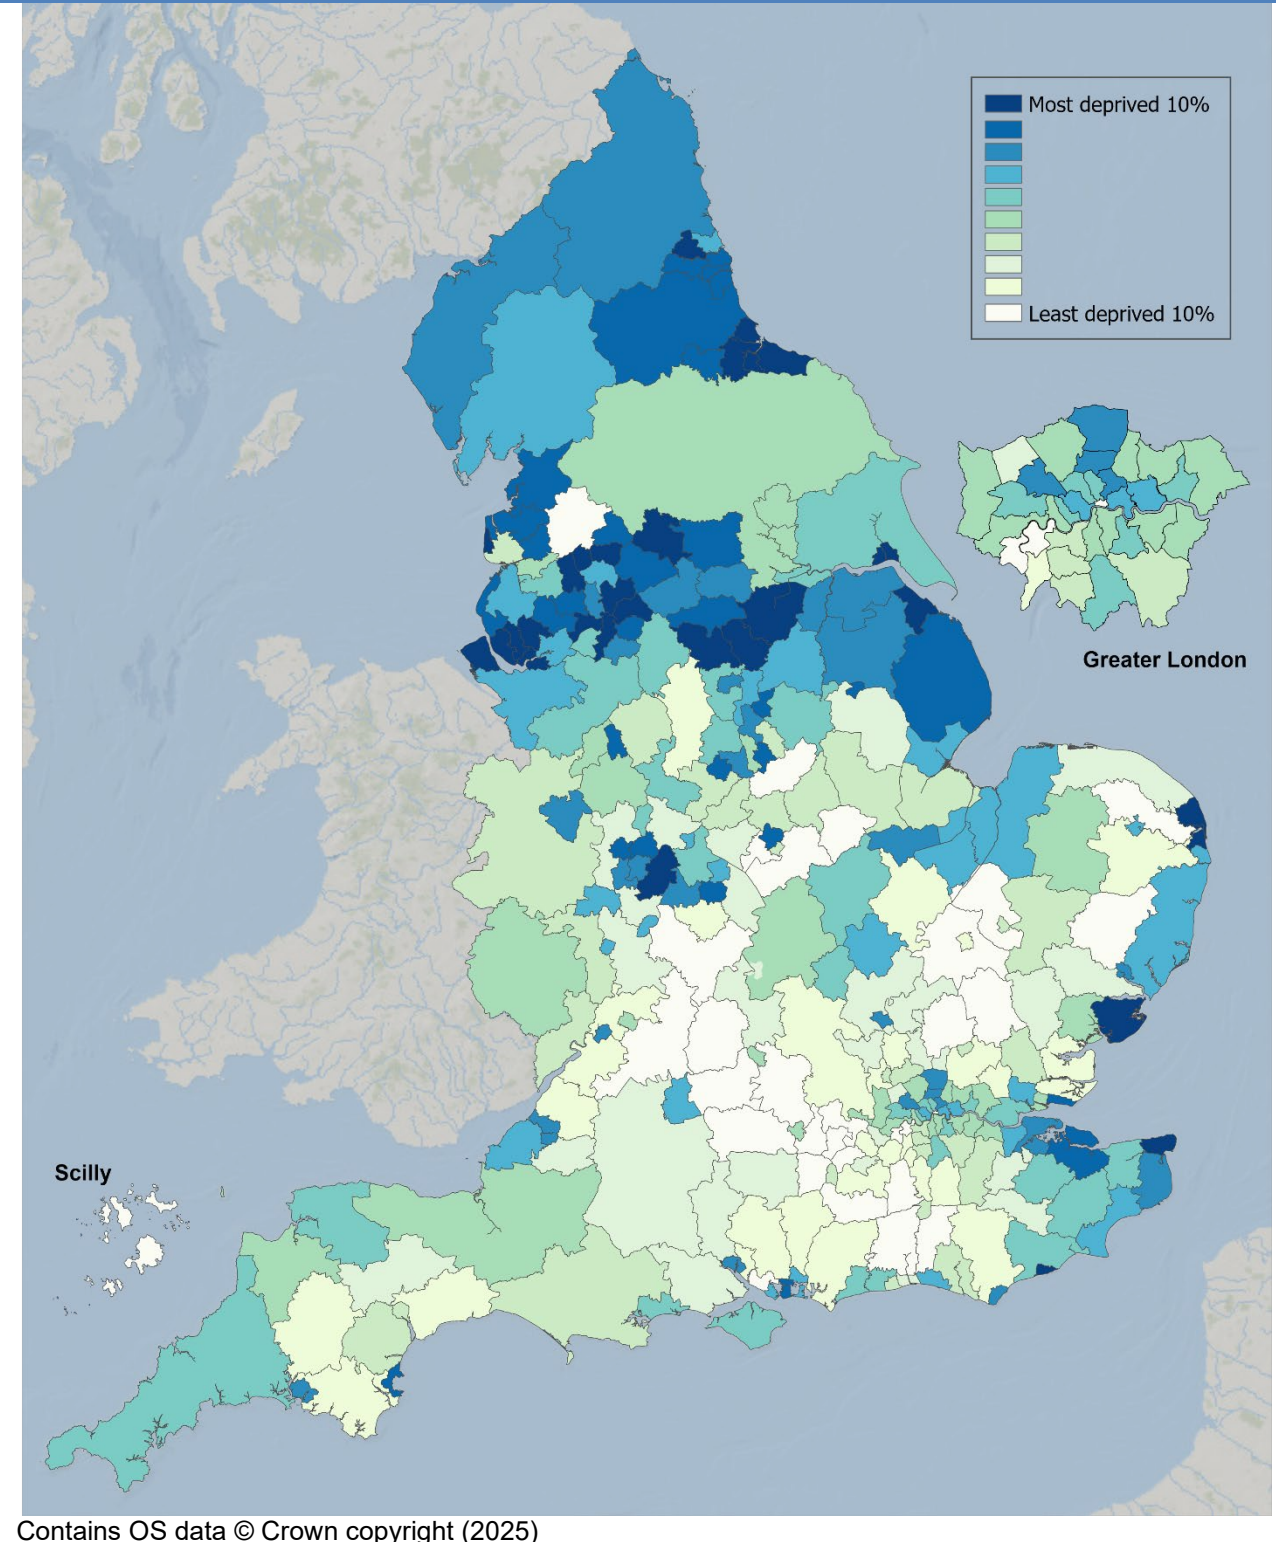 Most deprived 10%
Least deprived 10%
Greater London
Scilly
Contains OS data © Crown copyright (2025)